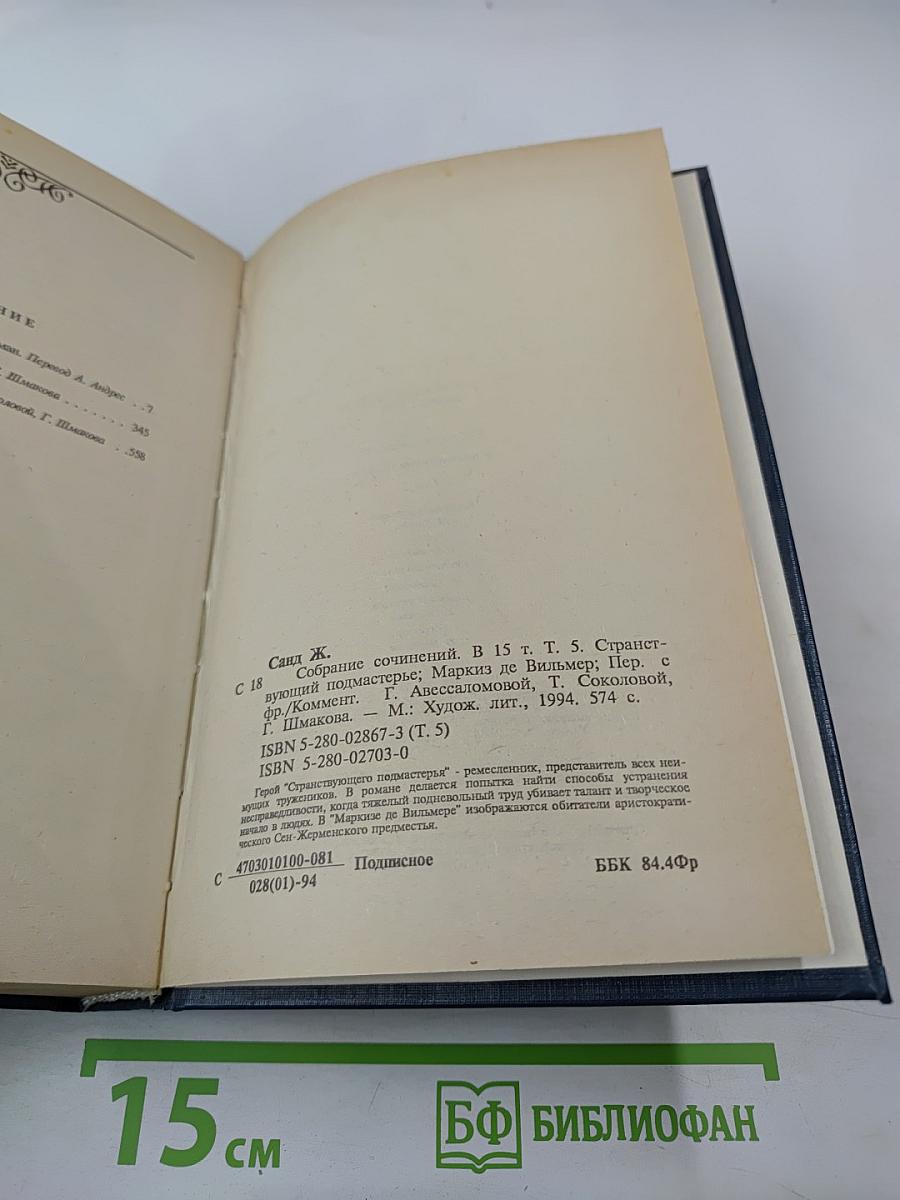 НИЕ
ман. Перевод А. Андрес . . 7
Шмакова . . . . . . . 345
оловой, Г. Шмакова . .558
Санд Ж.
С 18 Собрание сочинений. В 15 т. Т. 5. Странст-
вующий подмастерье; Маркиз де Вильмер; Пер. с
фр./Коммент. Г. Авессаломовой, Т. Соколовой,
Г. Шмакова. — М.: Худож. лит., 1994. 574 с.
ISBN 5-280-02867-3 (Т. 5)
ISBN 5-280-02703-0
Герой "Странствующего подмастерья" - ремесленник, представитель всех неи-
мущих тружеников. В романе делается попытка найти способы устранения
несправедливости, когда тяжелый подневольный труд убивает талант и творческое
начало в людях. В "Маркизе де Вильмере" изображаются обитатели аристократи-
ческого Сен-Жерменского предместья.
С 4703010100-081 Подписное ББК 84.4Фр
028(01)-94
15 см БФ БИБЛИОФАН